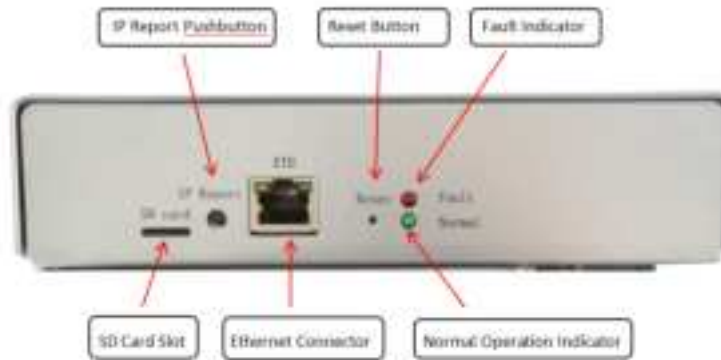 IP Report Pushbutton
Reset Button
Fault Indicator
ETH
IP Report
SD card
Reset
Fault
Normal
SD Card Slot
Ethernet Connector
Normal Operation Indicator